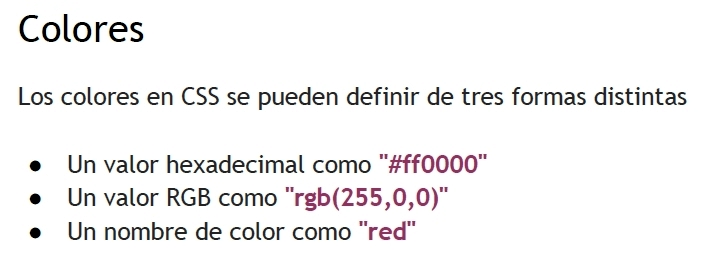 Colores
Los colores en CSS se pueden definir de tres formas distintas
● Un valor hexadecimal como "#ff0000"
● Un valor RGB como "rgb(255,0,0)"
● Un nombre de color como "red"